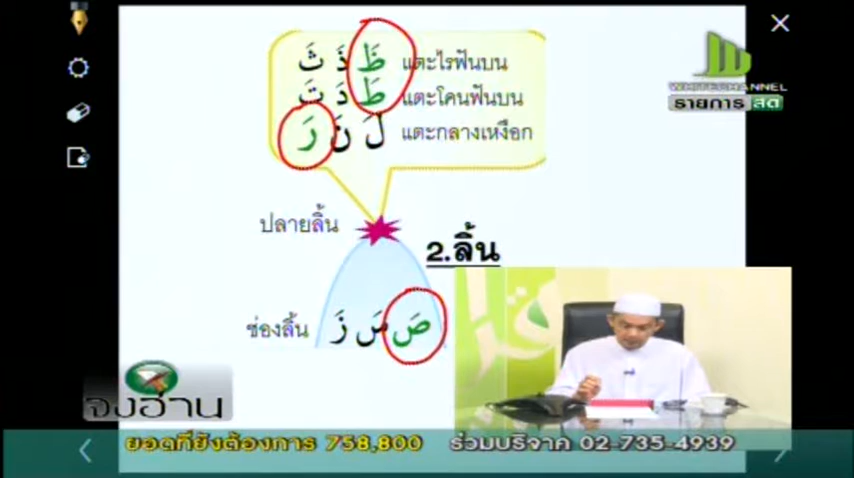 ظَ ذَ ثَ แตะไรฟันบน
طَ دَ تَ แตะโคนฟันบน
لَ نَ رَ แตะกลางเหงือก
WHITECHANNEL
รายการ สด
ปลายลิ้น
2.ลิ้น
ช่องลิ้น صَ سَ زَ
จงอ่าน
ยอดที่ยังต้องการ 758,800 ร่วมบริจาค 02-735-4939